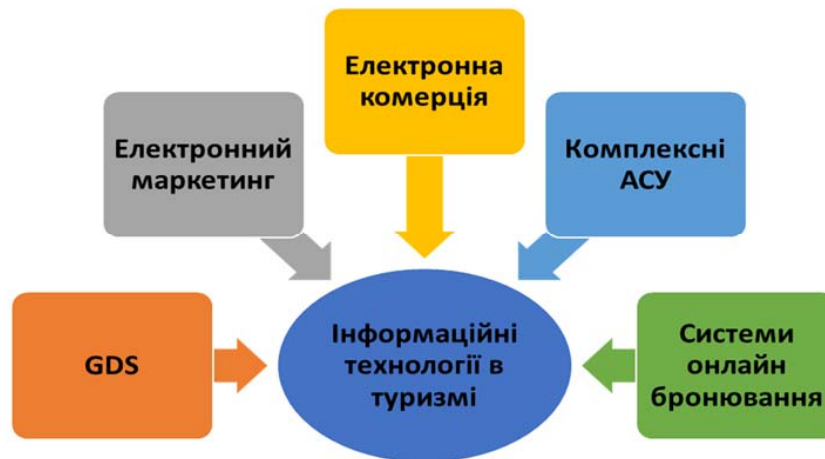 Електронна
комерція
Електронний
маркетинг
Комплексні
АСУ
GDS
Інформаційні
технології в
туризмі
Системи
онлайн
бронювання